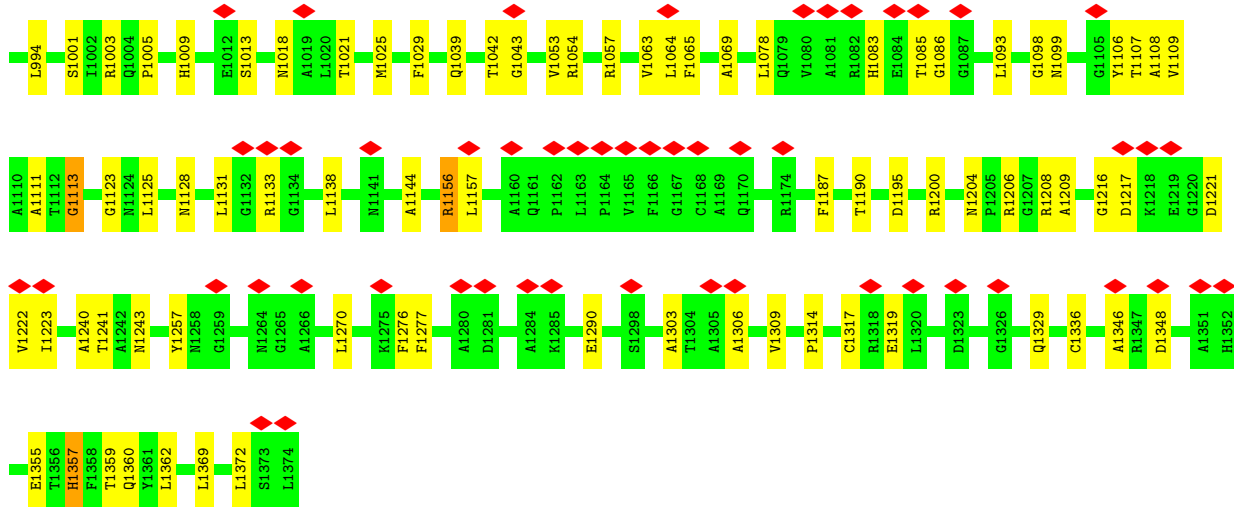 L994 S1001 I1002 R1003 Q1004 P1005 H1009 E1012 S1013 N1018 A1019 L1020 T1021 M1025 F1029 Q1039 T1042 G1043 V1053 R1054 R1057 V1063 L1064 F1065 A1069 L1078 Q1079 V1080 A1081 R1082 H1083 E1084 T1085 G1086 G1087 L1093 G1098 N1099 G1105 Y1106 T1107 A1108 V1109
A1110 A1111 T1112 G1113 G1123 N1124 L1125 N1128 L1131 G1132 R1133 G1134 L1138 N1141 A1144 R1156 L1157 A1160 Q1161 P1162 L1163 P1164 V1165 F1166 G1167 C1168 A1169 Q1170 R1174 F1187 T1190 D1195 R1200 N1204 P1205 R1206 G1207 R1208 A1209 G1216 D1217 K1218 E1219 G1220 D1221
V1222 I1223 A1240 T1241 A1242 N1243 Y1257 N1258 G1259 N1264 G1265 A1266 L1270 K1275 F1276 F1277 A1280 D1281 A1284 K1285 E1290 S1298 A1303 T1304 A1305 A1306 V1309 P1314 C1317 R1318 E1319 L1320 D1323 G1326 Q1329 C1336 A1346 R1347 D1348 A1351 H1352
E1355 T1356 H1357 F1358 T1359 Q1360 Y1361 L1362 L1369 L1372 S1373 L1374